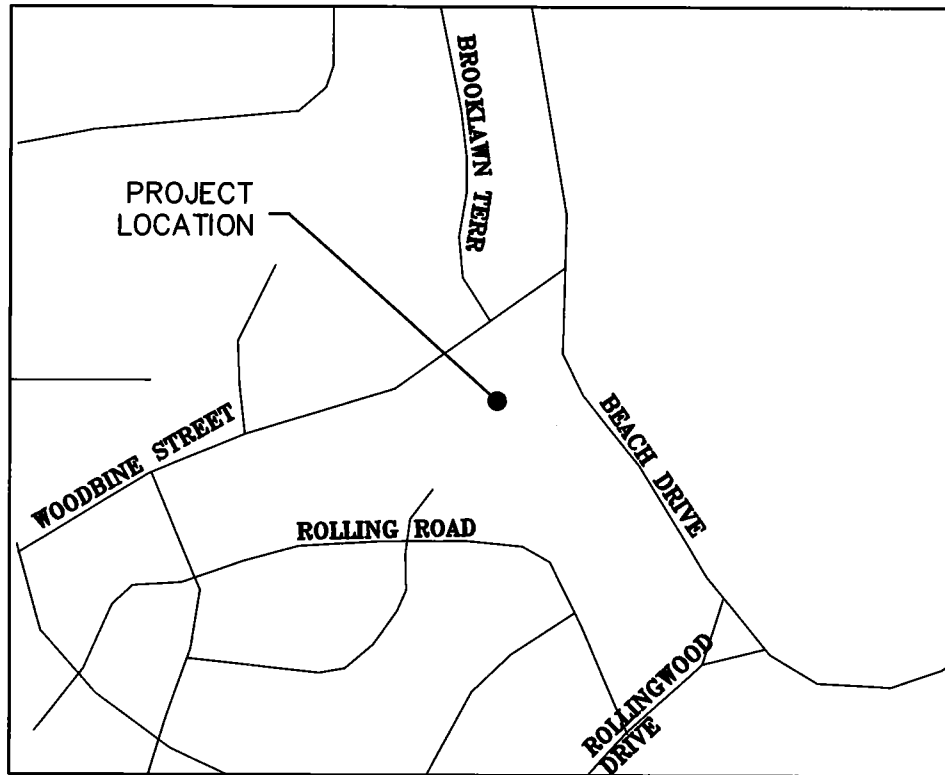 BROOKLAWN TERR
PROJECT
LOCATION
BEACH DRIVE
WOODBINE STREET
ROLLING ROAD
ROLLINGWOOD
DRIVE